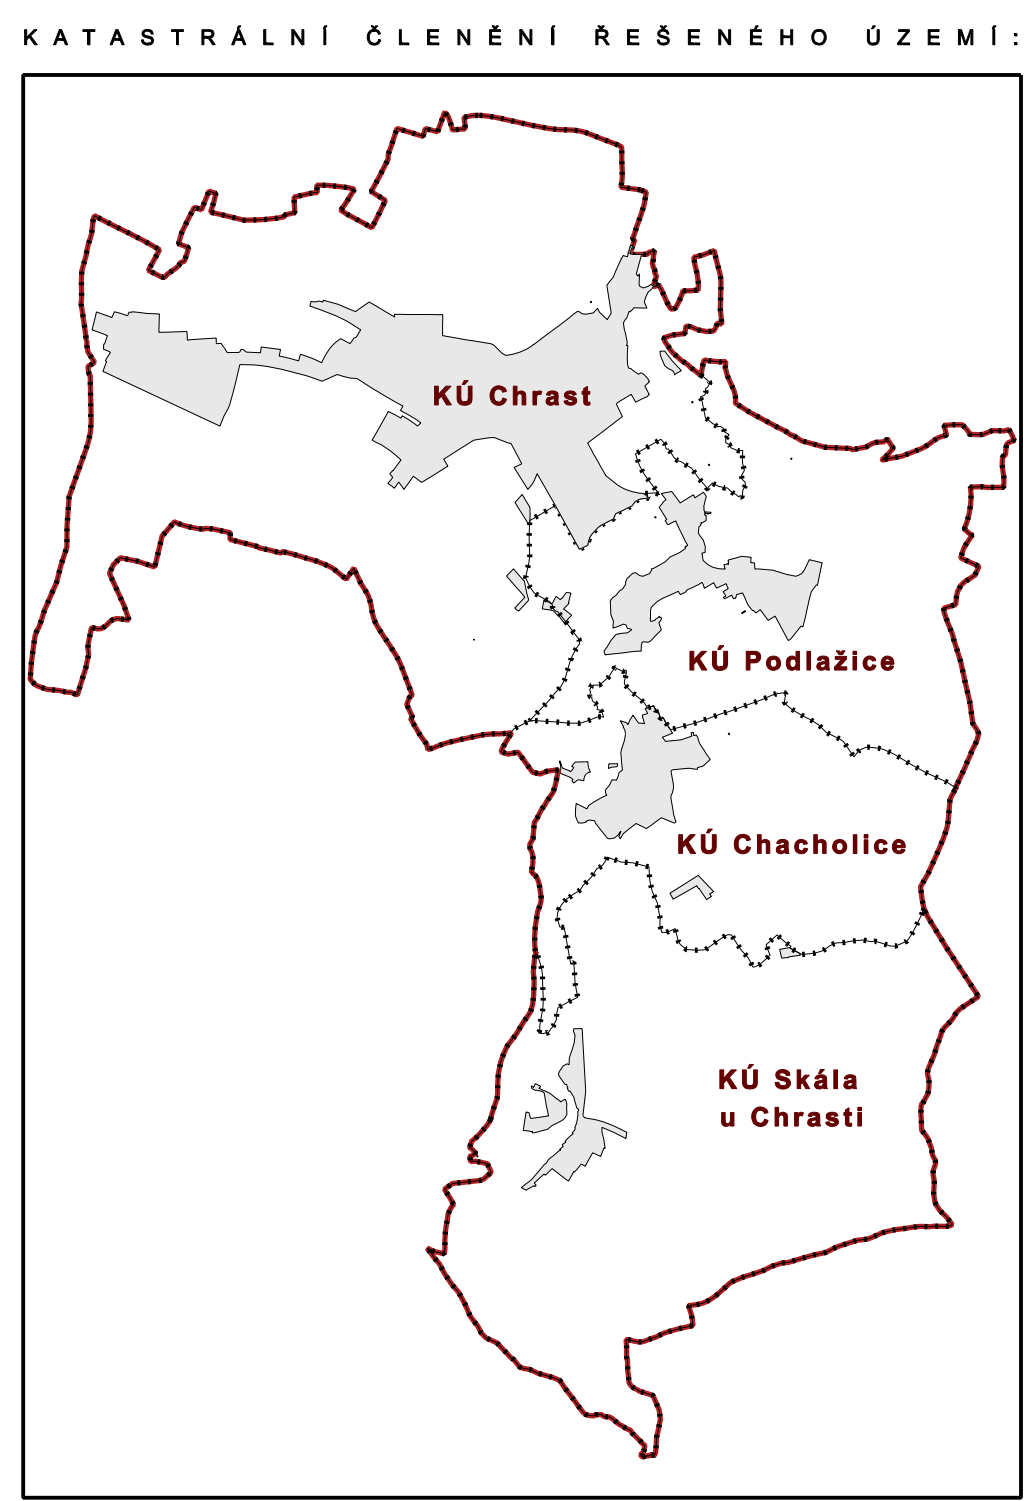 KATASTRÁLNÍ ČLENĚNÍ ŘEŠENÉHO ÚZEMÍ:
KÚ Chrast
KÚ Podlažice
KÚ Chacholice
KÚ Skála
u Chrasti